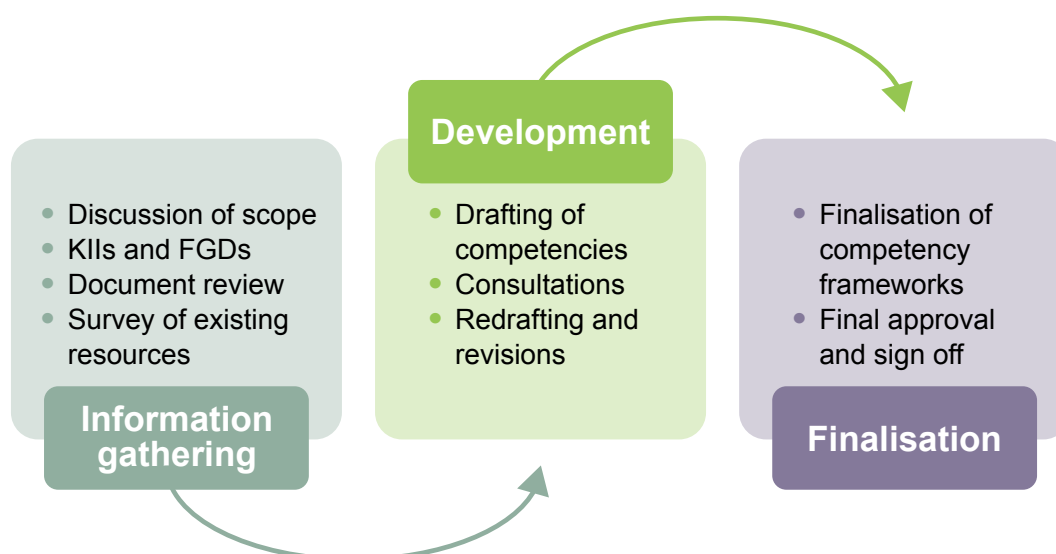 • Discussion of scope
• KIIs and FGDs
• Document review
• Survey of existing
resources
Information
gathering
Development
• Drafting of
competencies
• Consultations
• Redrafting and
revisions
• Finalisation of
competency
frameworks
• Final approval
and sign off
Finalisation